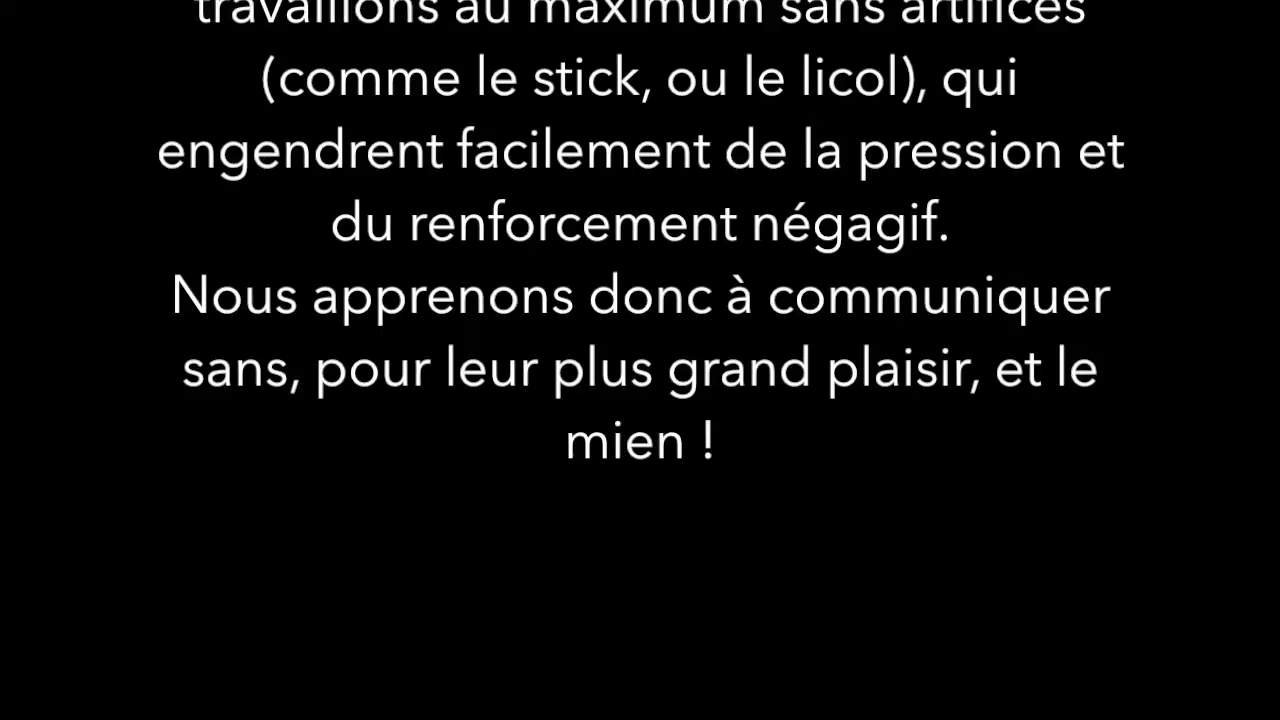 travaillons au maximum sans artifices
(comme le stick, ou le licol), qui
engendrent facilement de la pression et
du renforcement négagif.
Nous apprenons donc à communiquer
sans, pour leur plus grand plaisir, et le
mien !